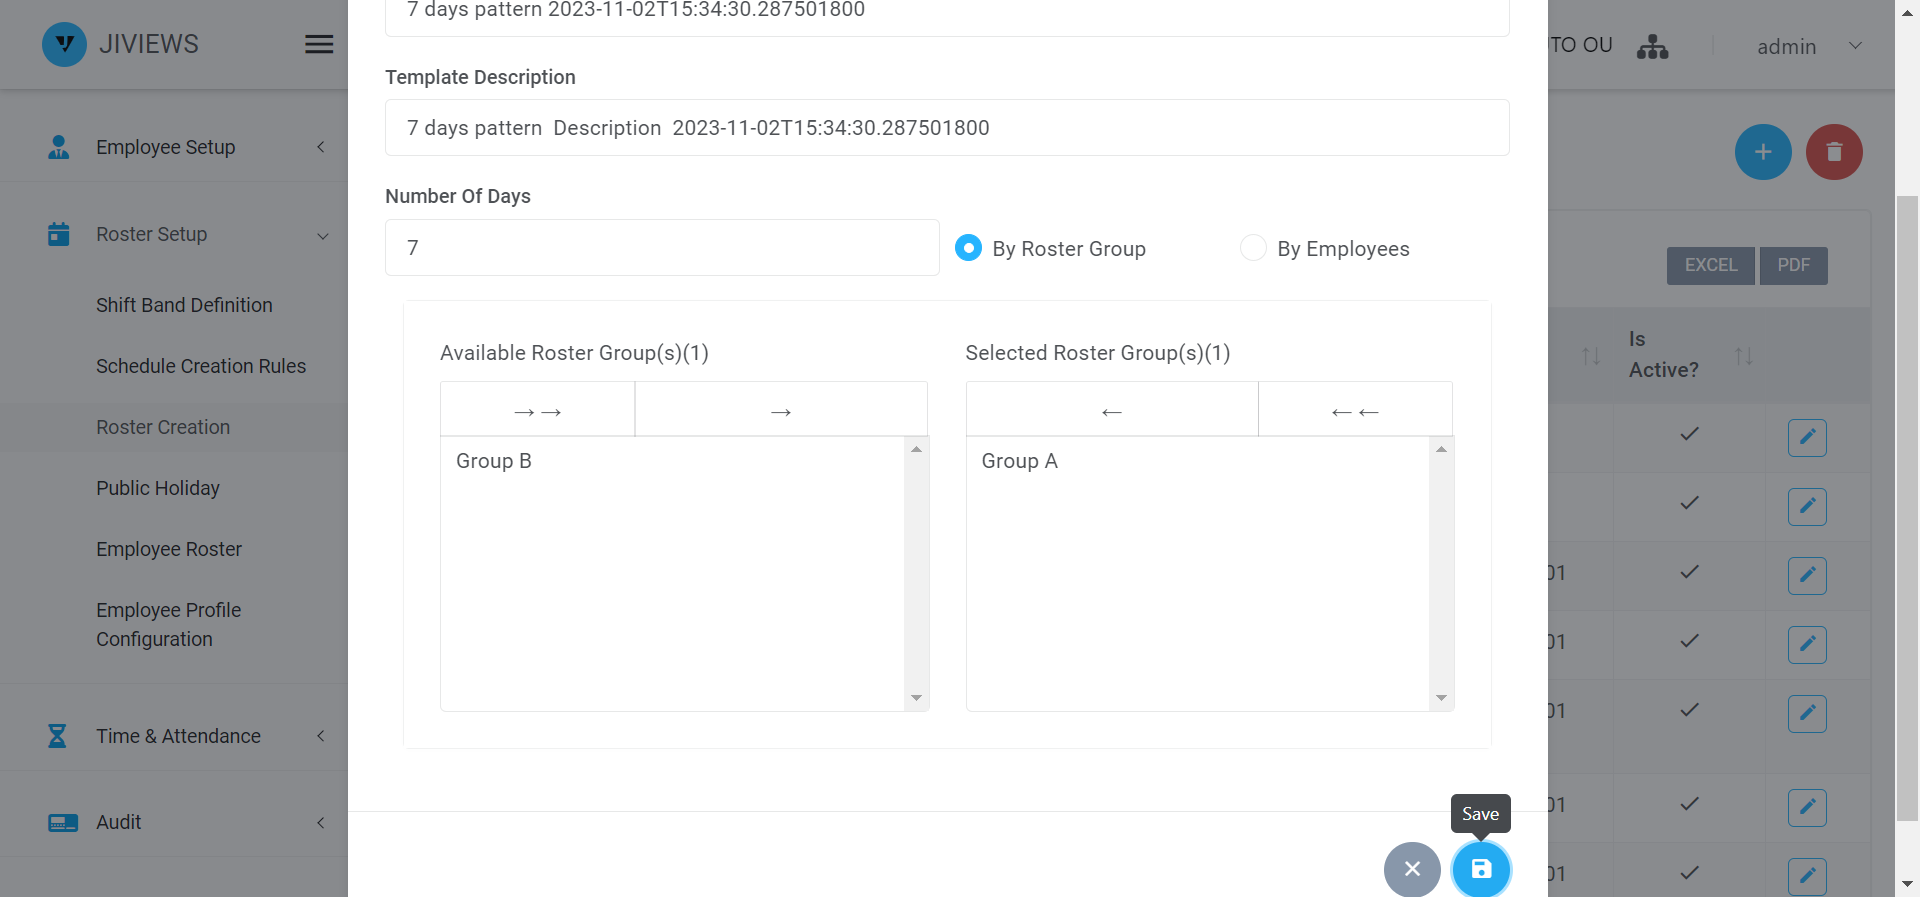 7 days pattern 2023-11-02T15:34:30.287501800
JIVIEWS
TO OU
admin
Template Description
7 days pattern  Description  2023-11-02T15:34:30.287501800
Employee Setup
Number Of Days
7
By Roster Group
By Employees
Roster Setup
EXCEL
PDF
Shift Band Definition
Available Roster Group(s)(1)
Selected Roster Group(s)(1)
Is
Active?
Schedule Creation Rules
→→
→
←
←←
Roster Creation
Group B
Group A
Public Holiday
Employee Roster
01
Employee Profile
Configuration
01
01
Time & Attendance
01
Save
Audit
01